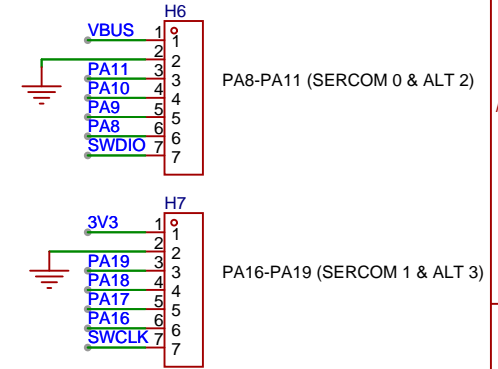 H6
VBUS 1 1
2 2
PA11 3 3
PA10 4 4
PA9 5 5
PA8 6 6
SWDIO 7 7
PA8-PA11 (SERCOM 0 & ALT 2)
H7
3V3 1 1
2 2
PA19 3 3
PA18 4 4
PA17 5 5
PA16 6 6
SWCLK 7 7
PA16-PA19 (SERCOM 1 & ALT 3)